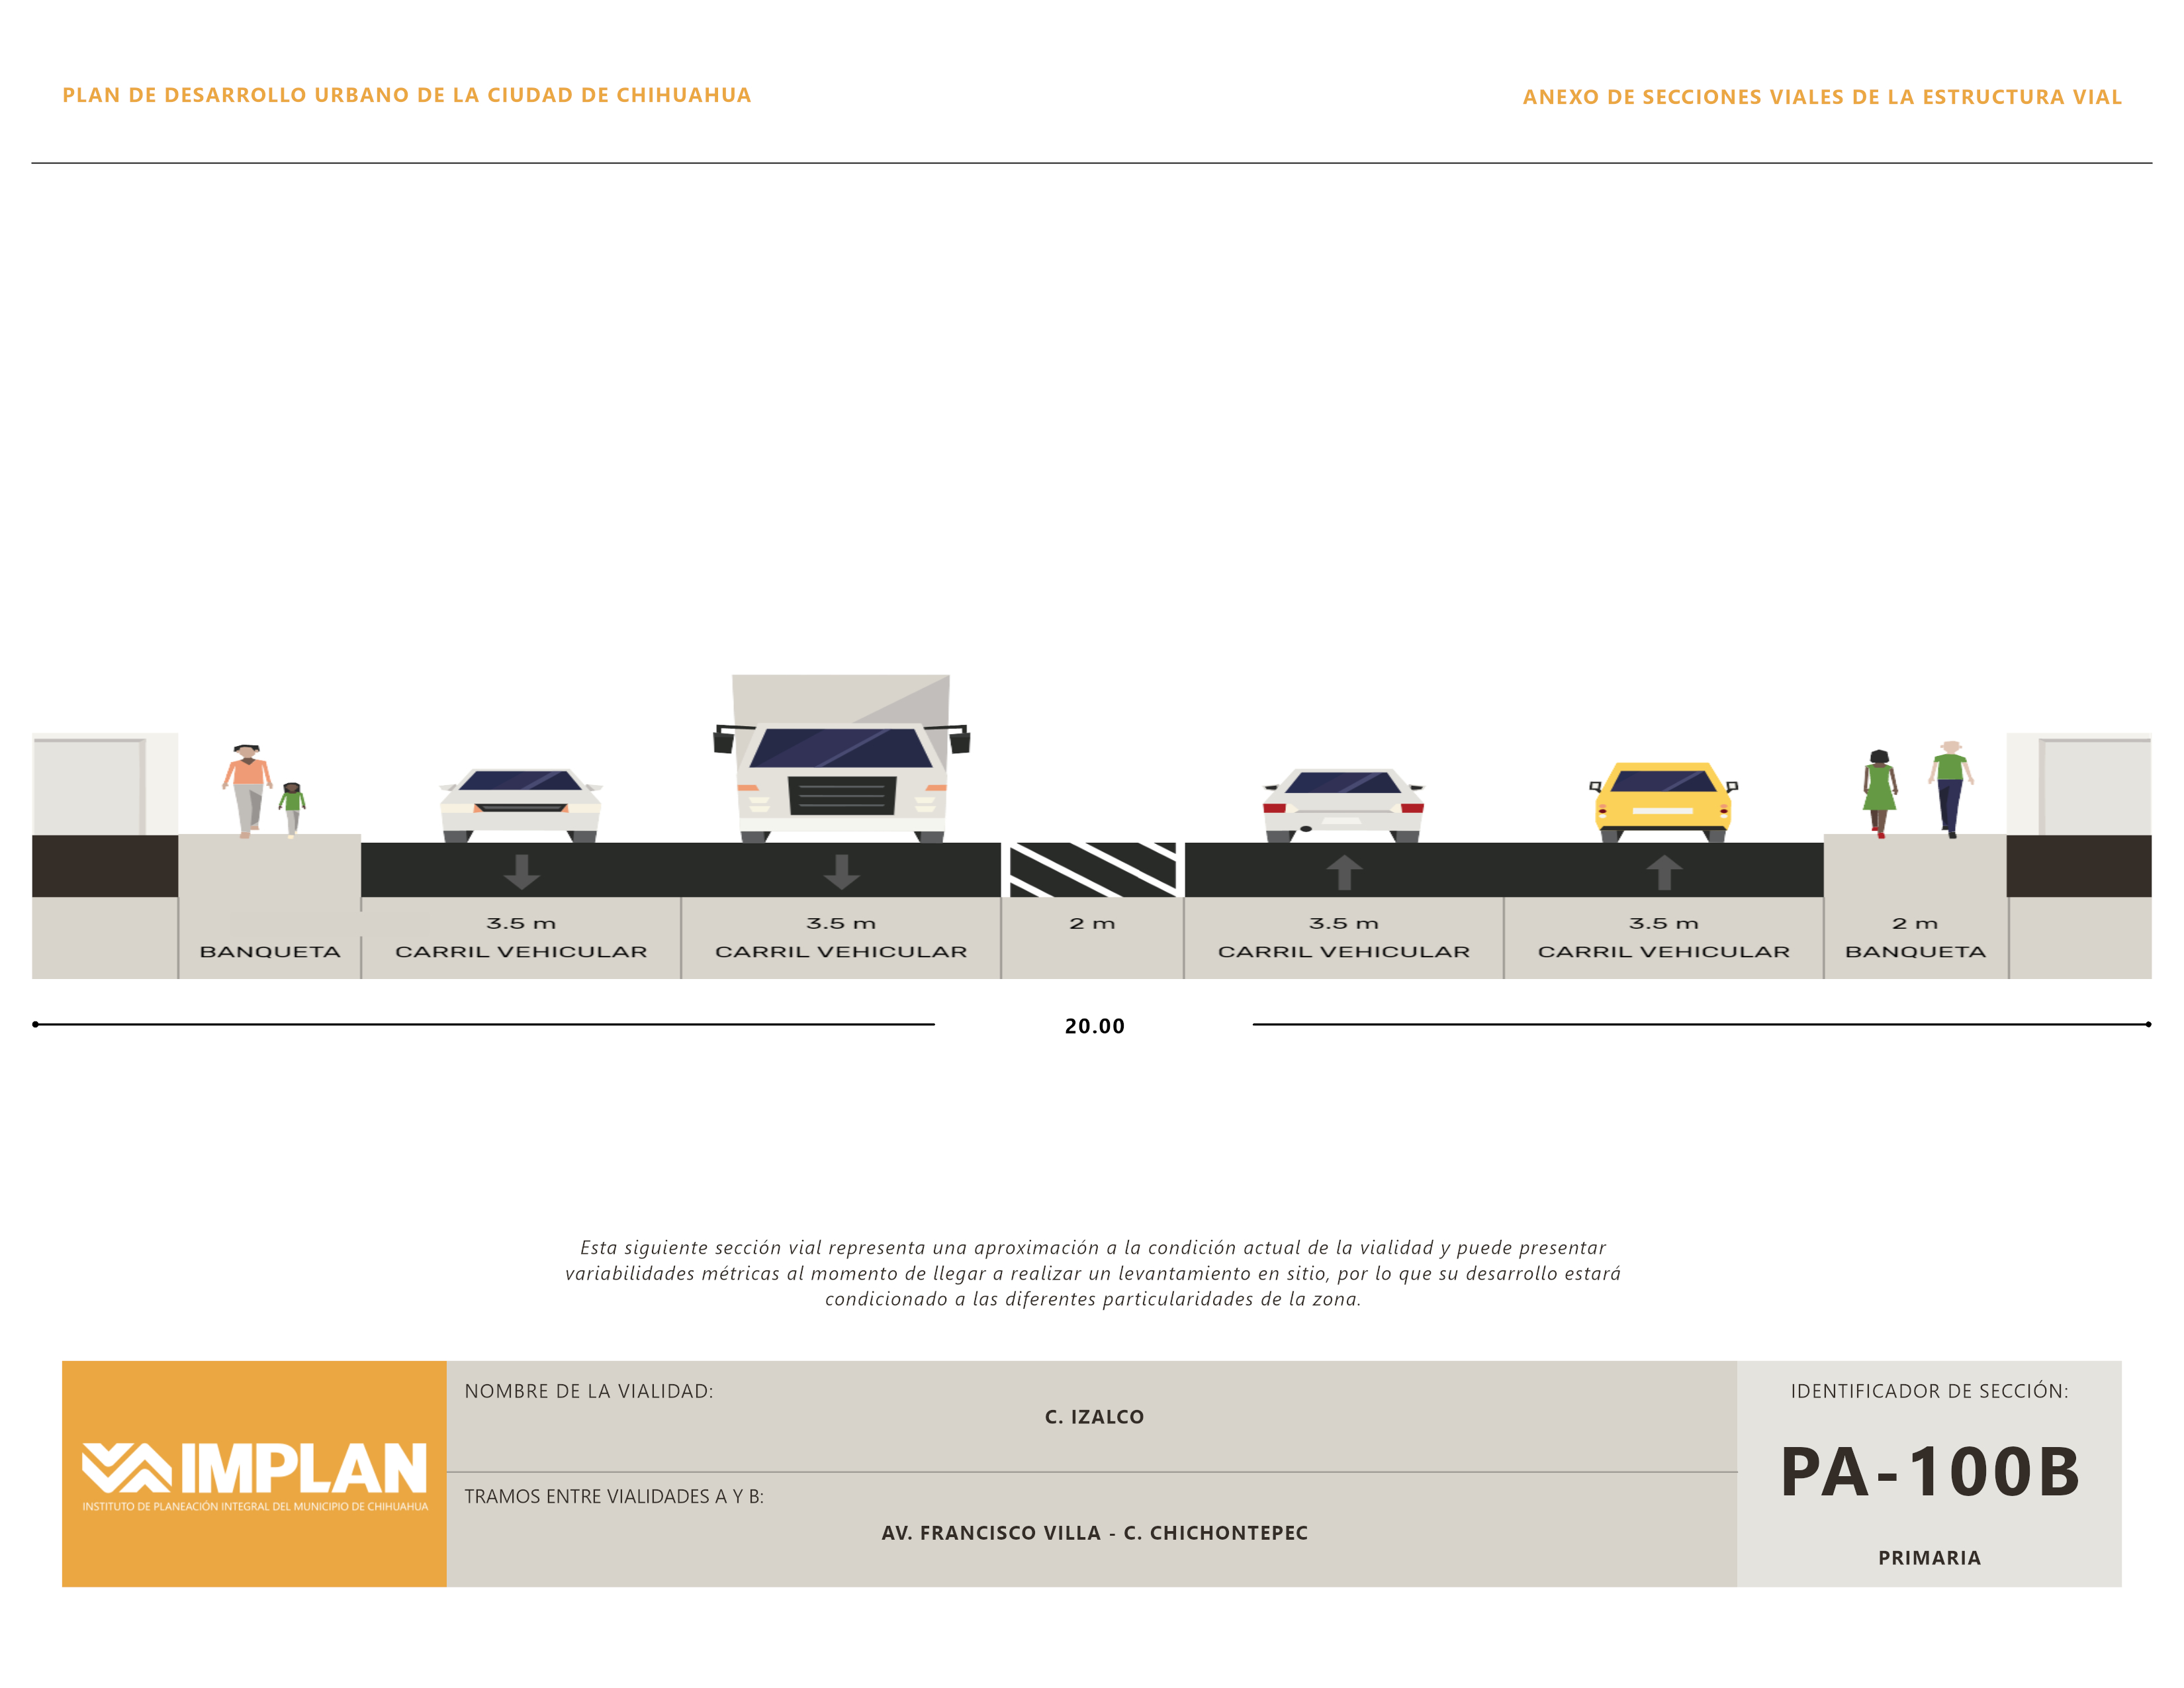 PLAN DE DESARROLLO URBANO DE LA CIUDAD DE CHIHUAHUA
ANEXO DE SECCIONES VIALES DE LA ESTRUCTURA VIAL
3.5 m
3.5 m
2 m
3.5 m
3.5 m
2 m
BANQUETA
CARRIL VEHICULAR
CARRIL VEHICULAR
CARRIL VEHICULAR
CARRIL VEHICULAR
BANQUETA
20.00
Esta siguiente sección vial representa una aproximación a la condición actual de la vialidad y puede presentar
variabilidades métricas al momento de llegar a realizar un levantamiento en sitio, por lo que su desarrollo estará
condicionado a las diferentes particularidades de la zona.
IMPLAN
INSTITUTO DE PLANEACIÓN INTEGRAL DEL MUNICIPIO DE CHIHUAHUA
NOMBRE DE LA VIALIDAD:
C. IZALCO
TRAMOS ENTRE VIALIDADES A Y B:
AV. FRANCISCO VILLA - C. CHICHONTEPEC
IDENTIFICADOR DE SECCIÓN:
PA-100B
PRIMARIA